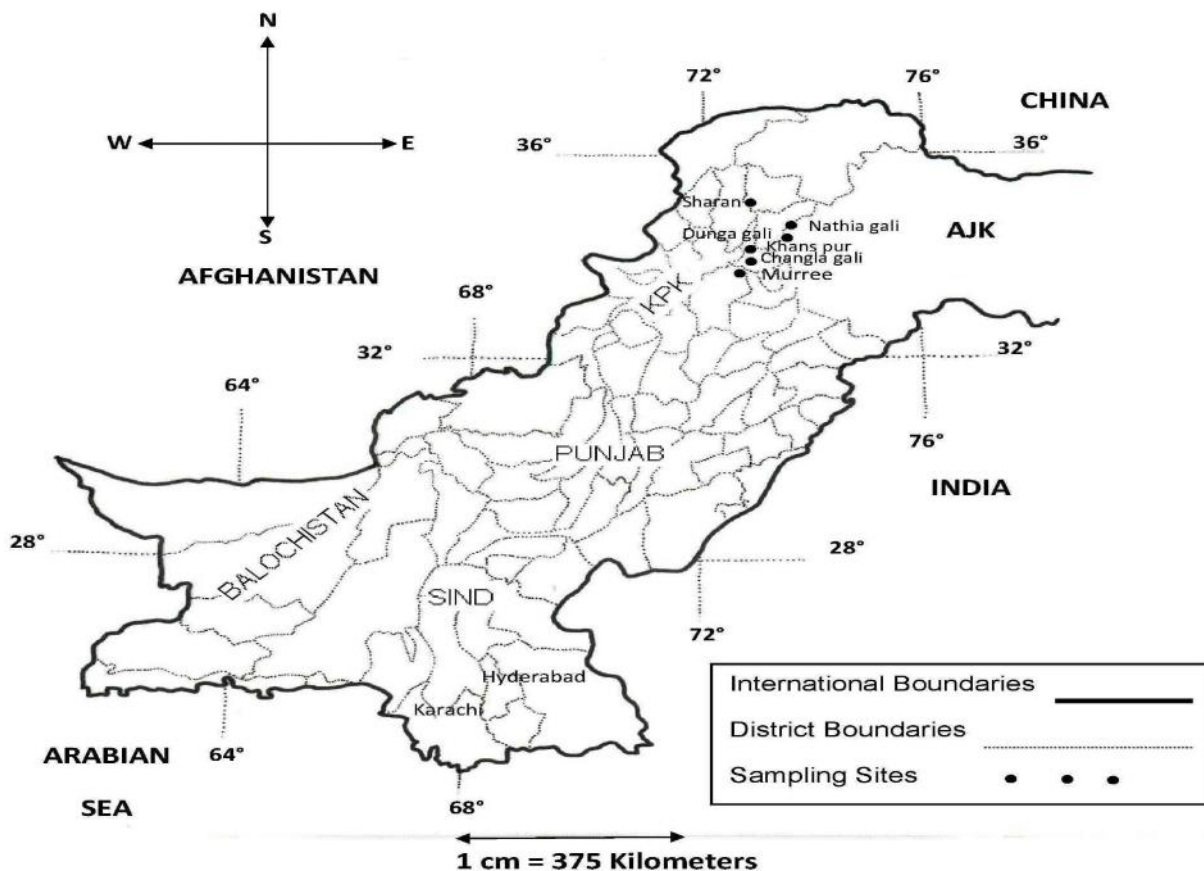 N
72°
76°
CHINA
W
E
36°
36°
S
Sharan
Nathia gali
Dunga gali
AJK
Khans pur
Changla gali
Murree
AFGHANISTAN
68°
KPK
32°
32°
64°
76°
PUNJAB
INDIA
28°
BALOCHISTAN
28°
SIND
72°
Hyderabad
Karachi
International Boundaries
District Boundaries
Sampling Sites
ARABIAN
SEA
64°
68°
1 cm = 375 Kilometers